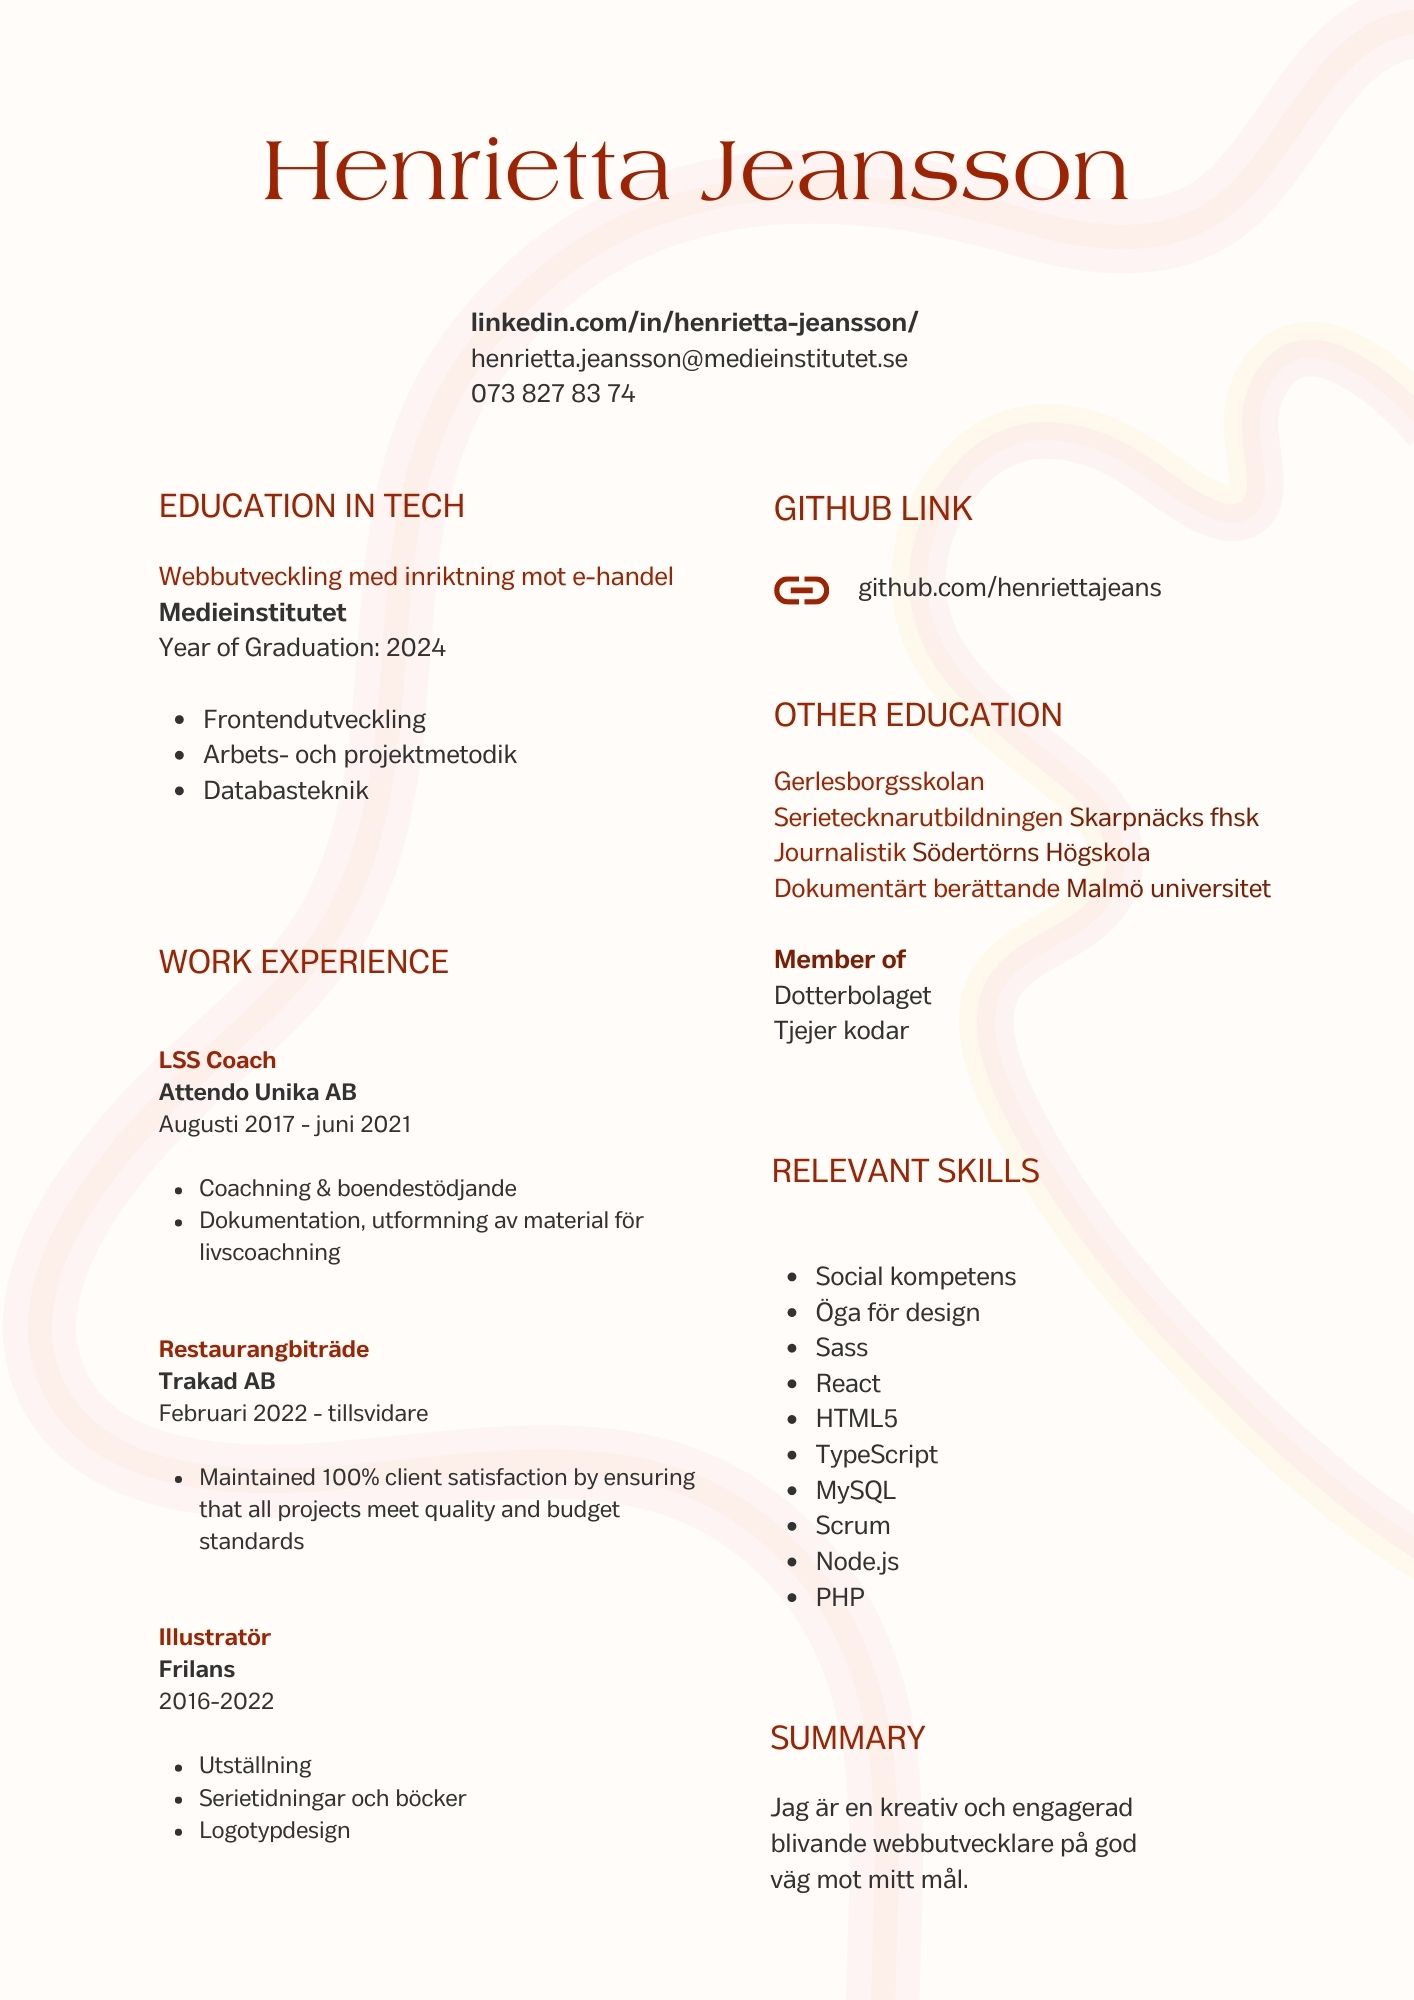 Henrietta Jeansson
linkedin.com/in/henrietta-jeansson/
henrietta.jeansson@medieinstitutet.se
073 827 83 74
EDUCATION IN TECH
Webbutveckling med inriktning mot e-handel
Medieinstitutet
Year of Graduation: 2024
• Frontendutveckling
• Arbets- och projektmetodik
• Databasteknik
WORK EXPERIENCE
LSS Coach
Attendo Unika AB
Augusti 2017 - juni 2021
• Coachning & boendestödjande
• Dokumentation, utformning av material för
livscoachning
Restaurangbiträde
Trakad AB
Februari 2022 - tillsvidare
• Maintained 100% client satisfaction by ensuring
that all projects meet quality and budget
standards
Illustratör
Frilans
2016-2022
• Utställning
• Serietidningar och böcker
• Logotypdesign
GITHUB LINK
github.com/henriettajeans
OTHER EDUCATION
Gerlesborgsskolan
Serietecknarutbildningen Skarpnäcks fhsk
Journalistik Södertörns Högskola
Dokumentärt berättande Malmö universitet
Member of
Dotterbolaget
Tjejer kodar
RELEVANT SKILLS
• Social kompetens
• Öga för design
• Sass
• React
• HTML5
• TypeScript
• MySQL
• Scrum
• Node.js
• PHP
SUMMARY
Jag är en kreativ och engagerad
blivande webbutvecklare på god
väg mot mitt mål.